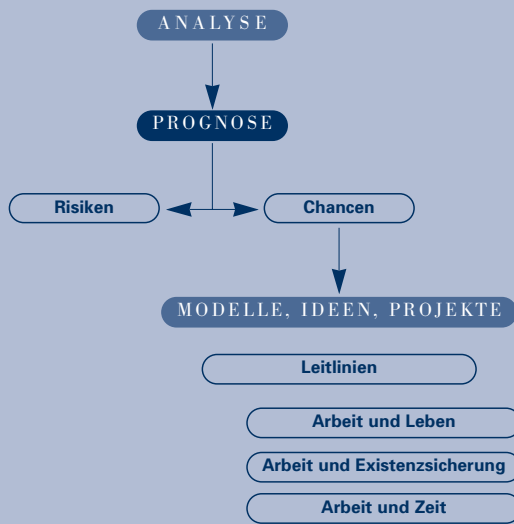 ANALYSE
PROGNOSE
Risiken
Chancen
MODELLE, IDEEN, PROJEKTE
Leitlinien
Arbeit und Leben
Arbeit und Existenzsicherung
Arbeit und Zeit